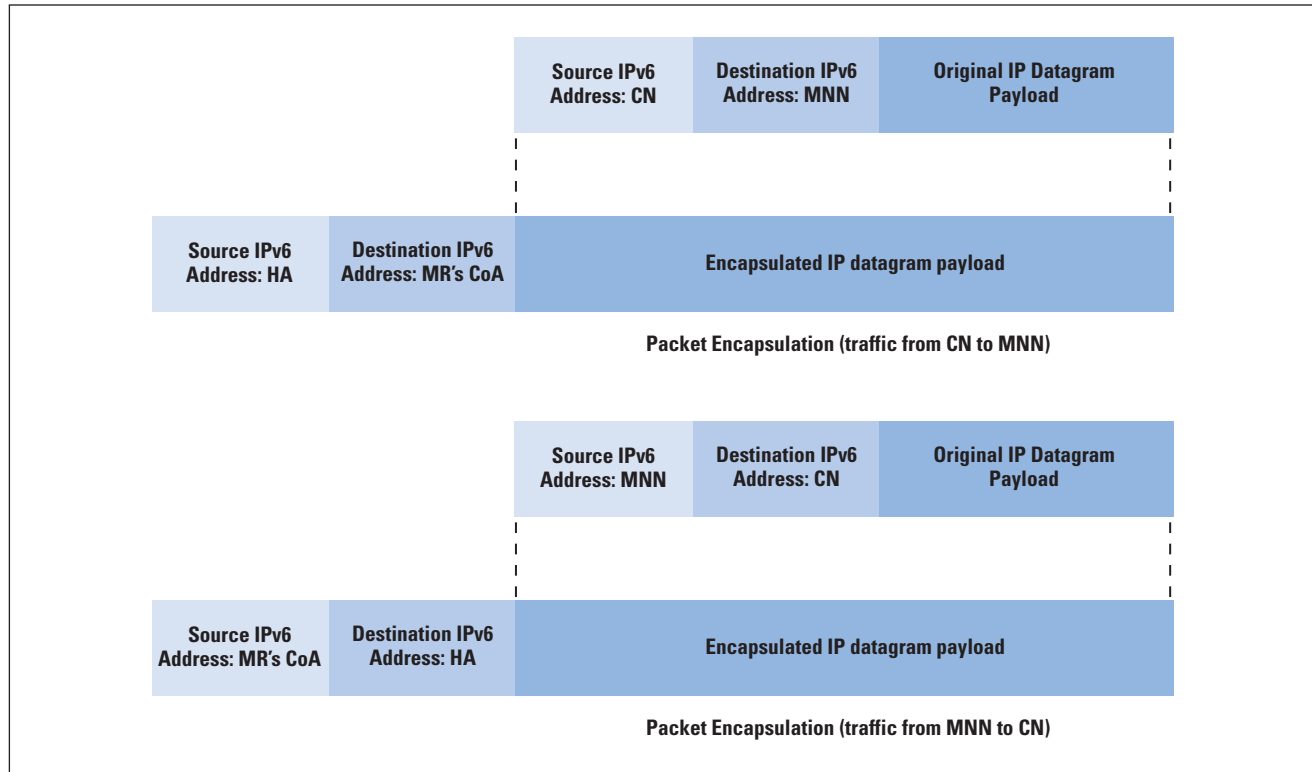 Source IPv6
Address: CN
Destination IPv6
Address: MNN
Original IP Datagram
Payload
Source IPv6
Address: HA
Destination IPv6
Address: MR's CoA
Encapsulated IP datagram payload
Packet Encapsulation (traffic from CN to MNN)
Source IPv6
Address: MNN
Destination IPv6
Address: CN
Original IP Datagram
Payload
Source IPv6
Address: MR's CoA
Destination IPv6
Address: HA
Encapsulated IP datagram payload
Packet Encapsulation (traffic from MNN to CN)